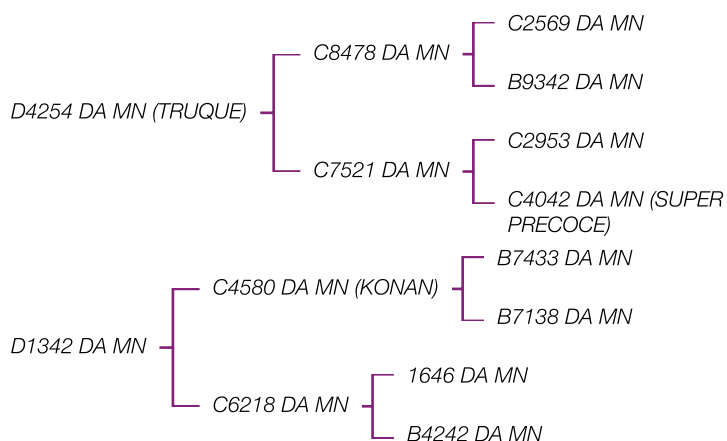 C2569 DA MN
C8478 DA MN
B9342 DA MN
D4254 DA MN (TRUQUE)
C2953 DA MN
C7521 DA MN
C4042 DA MN (SUPER
PRECOCE)
B7433 DA MN
C4580 DA MN (KONAN)
B7138 DA MN
D1342 DA MN
1646 DA MN
C6218 DA MN
B4242 DA MN